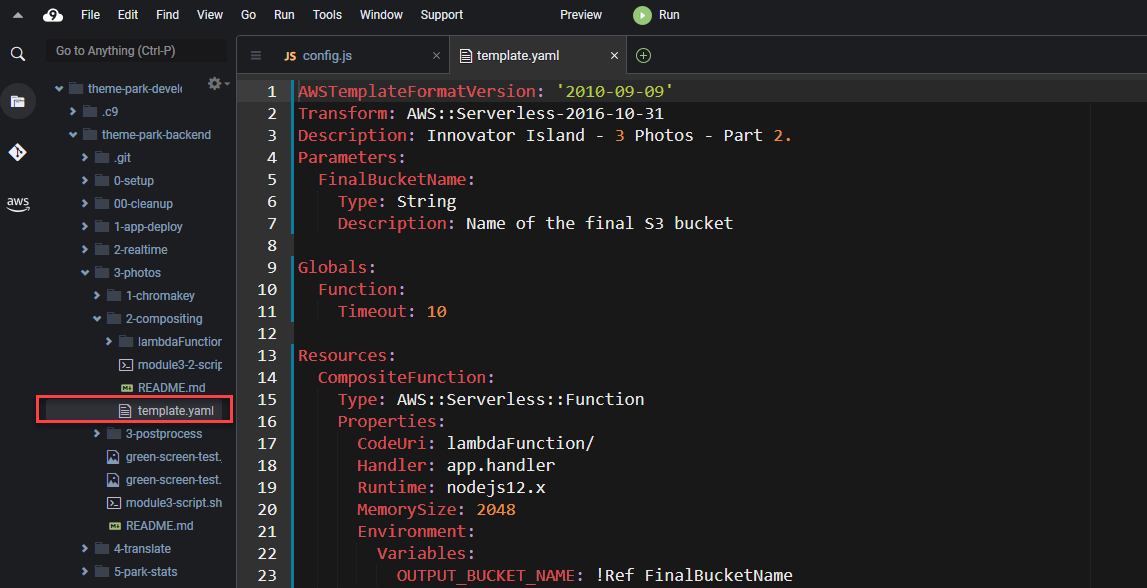 9 File Edit Find View Go Run Tools Window Support Preview Run
Go to Anything (Ctrl-P)
JS config.js × template.yaml ×
theme-park-devel
.c9
theme-park-backend
.git
0-setup
00-cleanup
1-app-deploy
2-realtime
3-photos
1-chromakey
2-compositing
lambdaFunction
module3-2-scrip
README.md
template.yaml
3-postprocess
green-screen-test.
green-screen-test.
module3-script.sh
README.md
4-translate
5-park-stats
aws
1 AWSTemplateFormatVersion: '2010-09-09'
2 Transform: AWS::Serverless-2016-10-31
3 Description: Innovator Island - 3 Photos - Part 2.
4 Parameters:
5 FinalBucketName:
6 Type: String
7 Description: Name of the final S3 bucket
8
9 Globals:
10 Function:
11 Timeout: 10
12
13 Resources:
14 CompositeFunction:
15 Type: AWS::Serverless::Function
16 Properties:
17 CodeUri: lambdaFunction/
18 Handler: app.handler
19 Runtime: nodejs12.x
20 MemorySize: 2048
21 Environment:
22 Variables:
23 OUTPUT_BUCKET_NAME: !Ref FinalBucketName